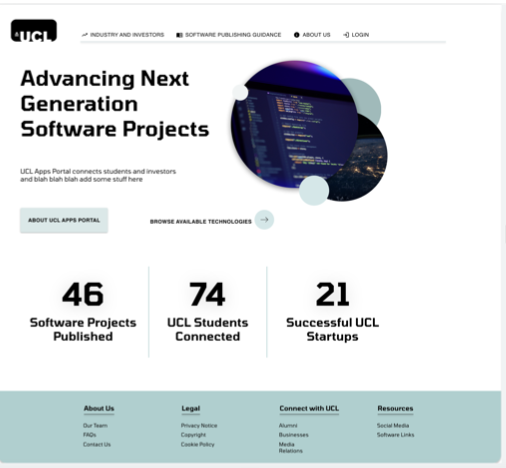 UCL
INDUSTRY AND INVESTORS SOFTWARE PUBLISHING GUIDANCE ABOUT US LOGIN
Advancing Next
Generation
Software Projects
UCL Apps Portal connects students and investors
and blah blah blah add some stuff here
ABOUT UCL APPS PORTAL
BROWSE AVAILABLE TECHNOLOGIES
46
Software Projects
Published
74
UCL Students
Connected
21
Successful UCL
Startups
About Us
Our Team
FAQs
Contact Us
Legal
Privacy Notice
Copyright
Cookie Policy
Connect with UCL
Alumni
Businesses
Media
Relations
Resources
Social Media
Software Links